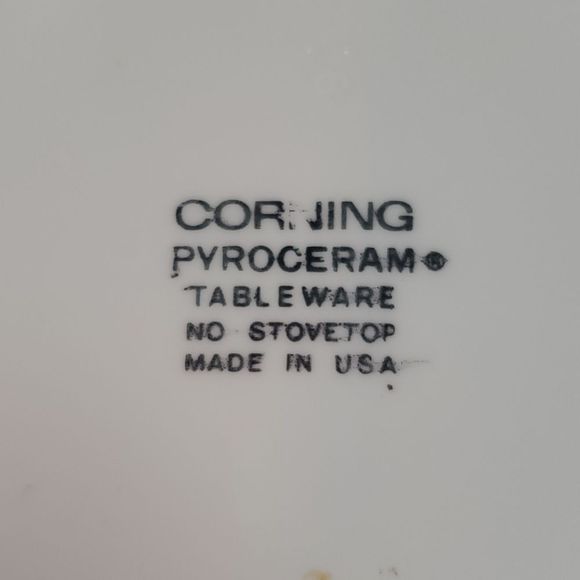 CORNING
PYROCERAM®
TABLEWARE
NO STOVETOP
MADE IN USA